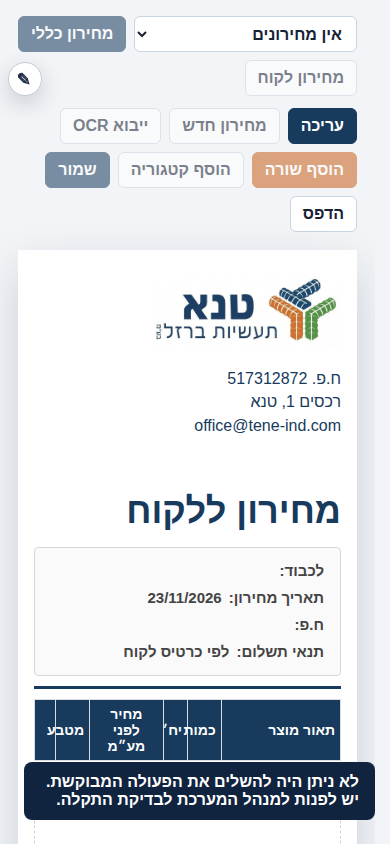 אין מחירונים
מחירון כללי
מחירון לקוח
עריכה
מחירון חדש
ייבוא OCR
הוסף שורה
הוסף קטגוריה
שמור
הדפס
טנא
תעשיות ברזל
ח.פ. 517312872
רכסים 1, טנא
office@tene-ind.com
מחירון ללקוח
לכבוד:
תאריך מחירון: 23/11/2026
ח.פ:
תנאי תשלום: לפי כרטיס לקוח
תאור מוצר
כמות
יח׳
מחיר לפני מע״מ
מטבע
לא ניתן היה להשלים את הפעולה המבוקשת.
יש לפנות למנהל המערכת לבדיקת התקלה.